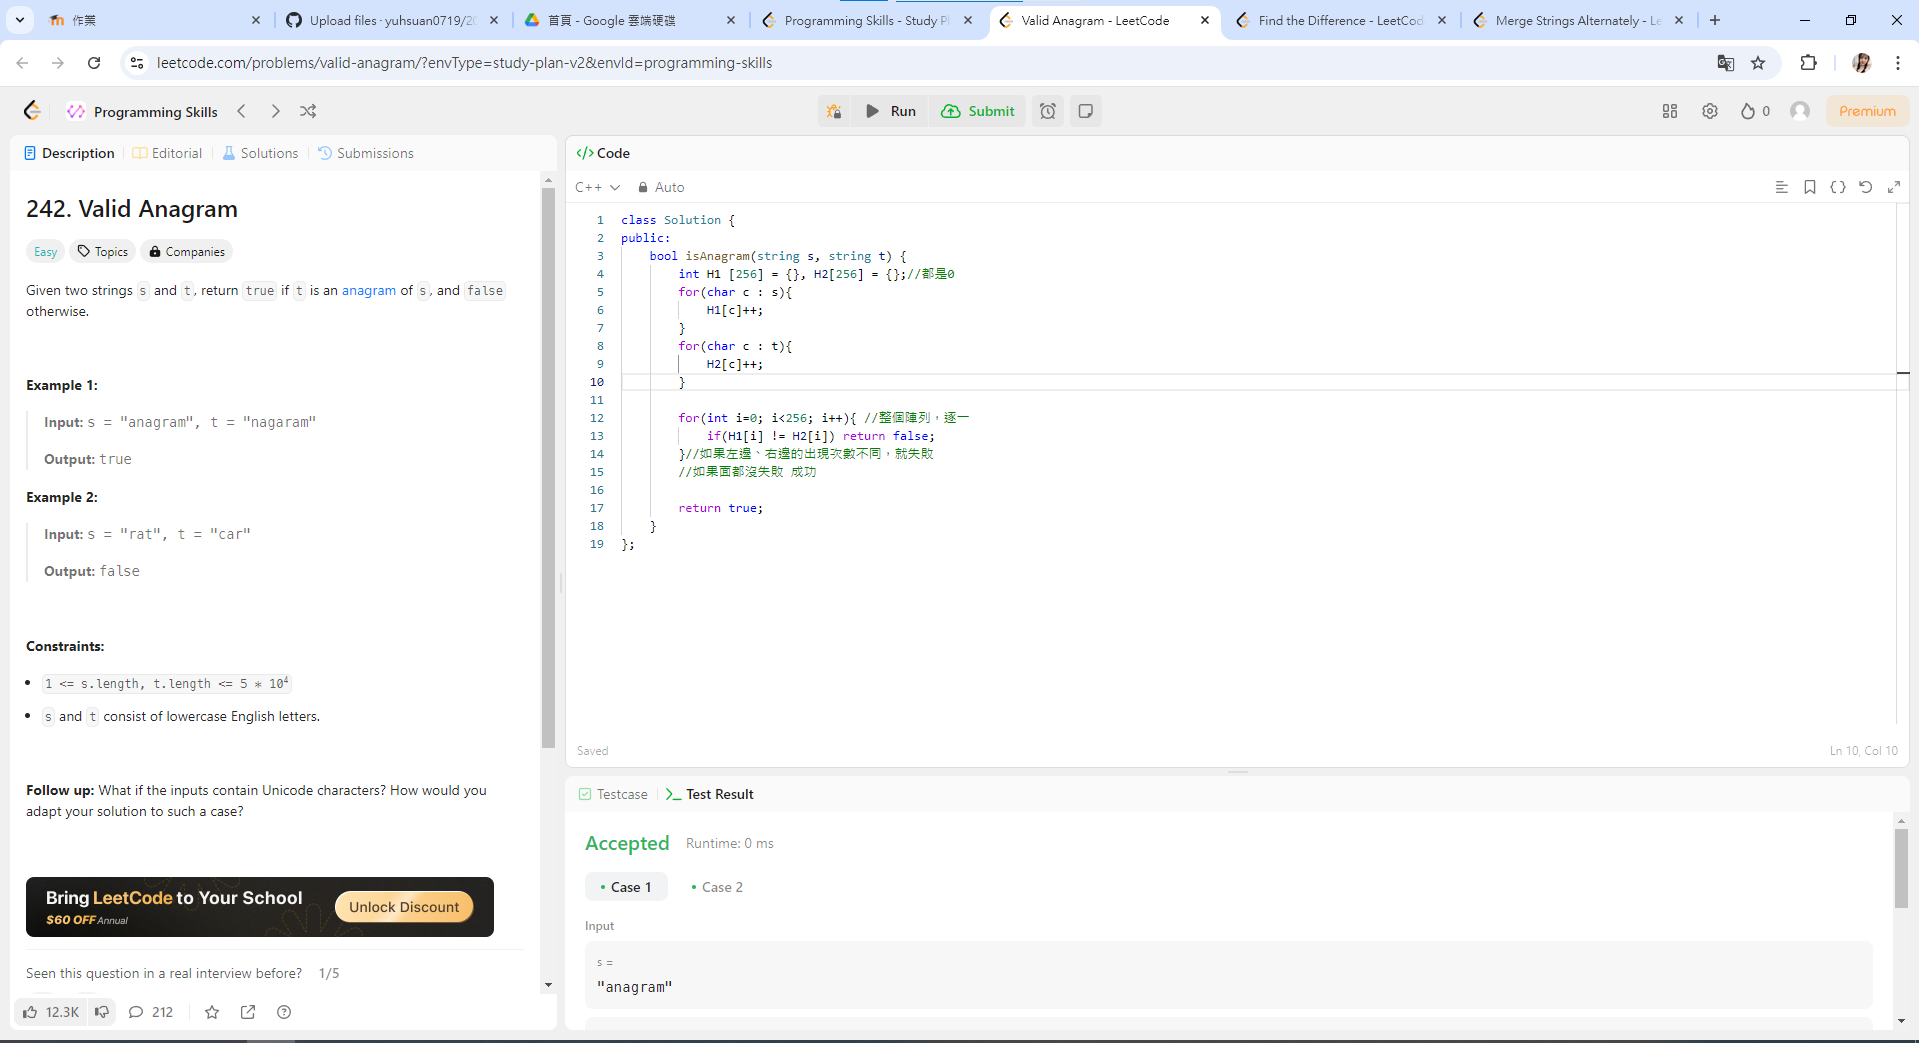 作業
Upload files · yuhsuan0719/20
首頁 - Google 雲端硬碟
Programming Skills - Study Pl
Valid Anagram - LeetCode
Find the Difference - LeetCod
Merge Strings Alternately - Le
leetcode.com/problems/valid-anagram/?envType=study-plan-v2&envId=programming-skills
Programming Skills
Run
Submit
0
Premium
Description
Editorial
Solutions
Submissions
242. Valid Anagram
Easy
Topics
Companies
Given two strings s and t, return true if t is an anagram of s, and false
otherwise.
Example 1:
Input: s = "anagram", t = "nagaram"
Output: true
Example 2:
Input: s = "rat", t = "car"
Output: false
Constraints:
1 <= s.length, t.length <= 5 * 10⁴
s and t consist of lowercase English letters.
Follow up: What if the inputs contain Unicode characters? How would you
adapt your solution to such a case?
Bring LeetCode to Your School
$60 OFF Annual
Unlock Discount
Seen this question in a real interview before? 1/5
12.3K
212
</> Code
C++
Auto
1 class Solution {
2 public:
3 bool isAnagram(string s, string t) {
4 int H1 [256] = {}, H2[256] = {};//都是0
5 for(char c : s){
6 H1[c]++;
7 }
8 for(char c : t){
9 H2[c]++;
10 }
11
12 for(int i=0; i<256; i++){ //整個陣列，逐一
13 if(H1[i] != H2[i]) return false;
14 }//如果左邊、右邊的出現次數不同，就失敗
15 //如果面都沒失敗 成功
16
17 return true;
18 }
19 };
Saved
Ln 10, Col 10
Testcase
Test Result
Accepted
Runtime: 0 ms
• Case 1
• Case 2
Input
s =
"anagram"